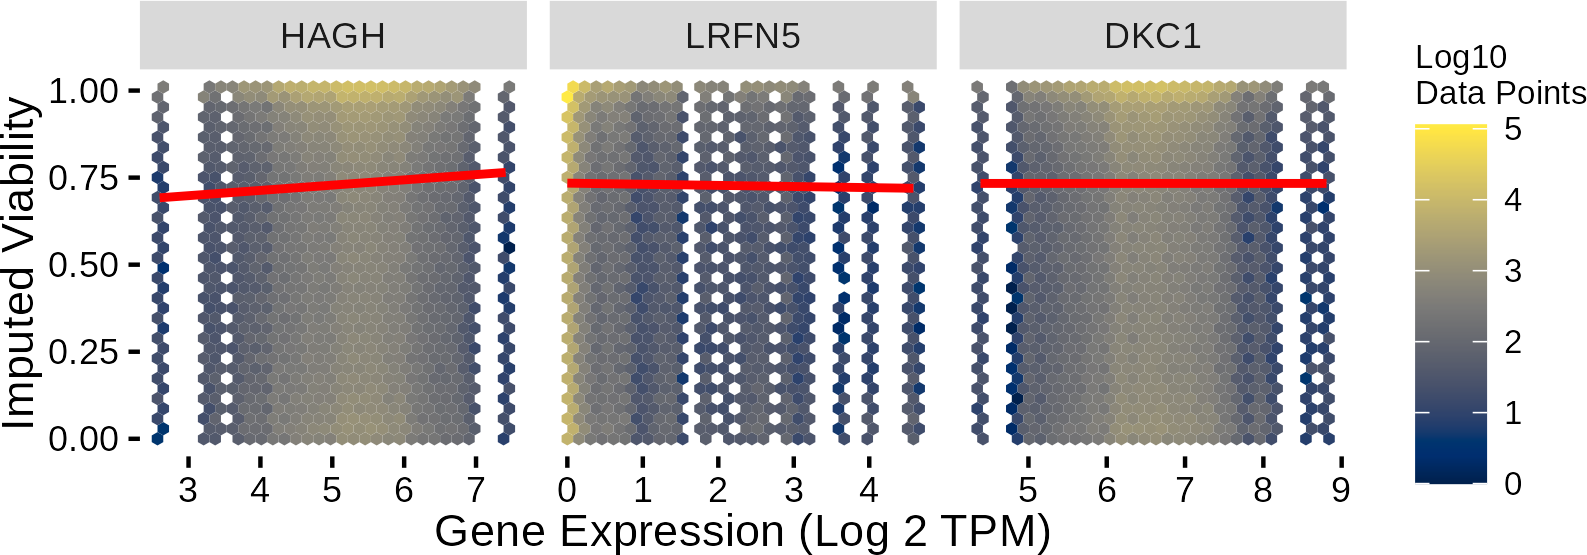 HAGH
LRFN5
DKC1
Imputed Viability
1.00
0.75
0.50
0.25
0.00
3 4 5 6 7
0 1 2 3 4
5 6 7 8 9
Gene Expression (Log 2 TPM)
Log10
Data Points
5
4
3
2
1
0